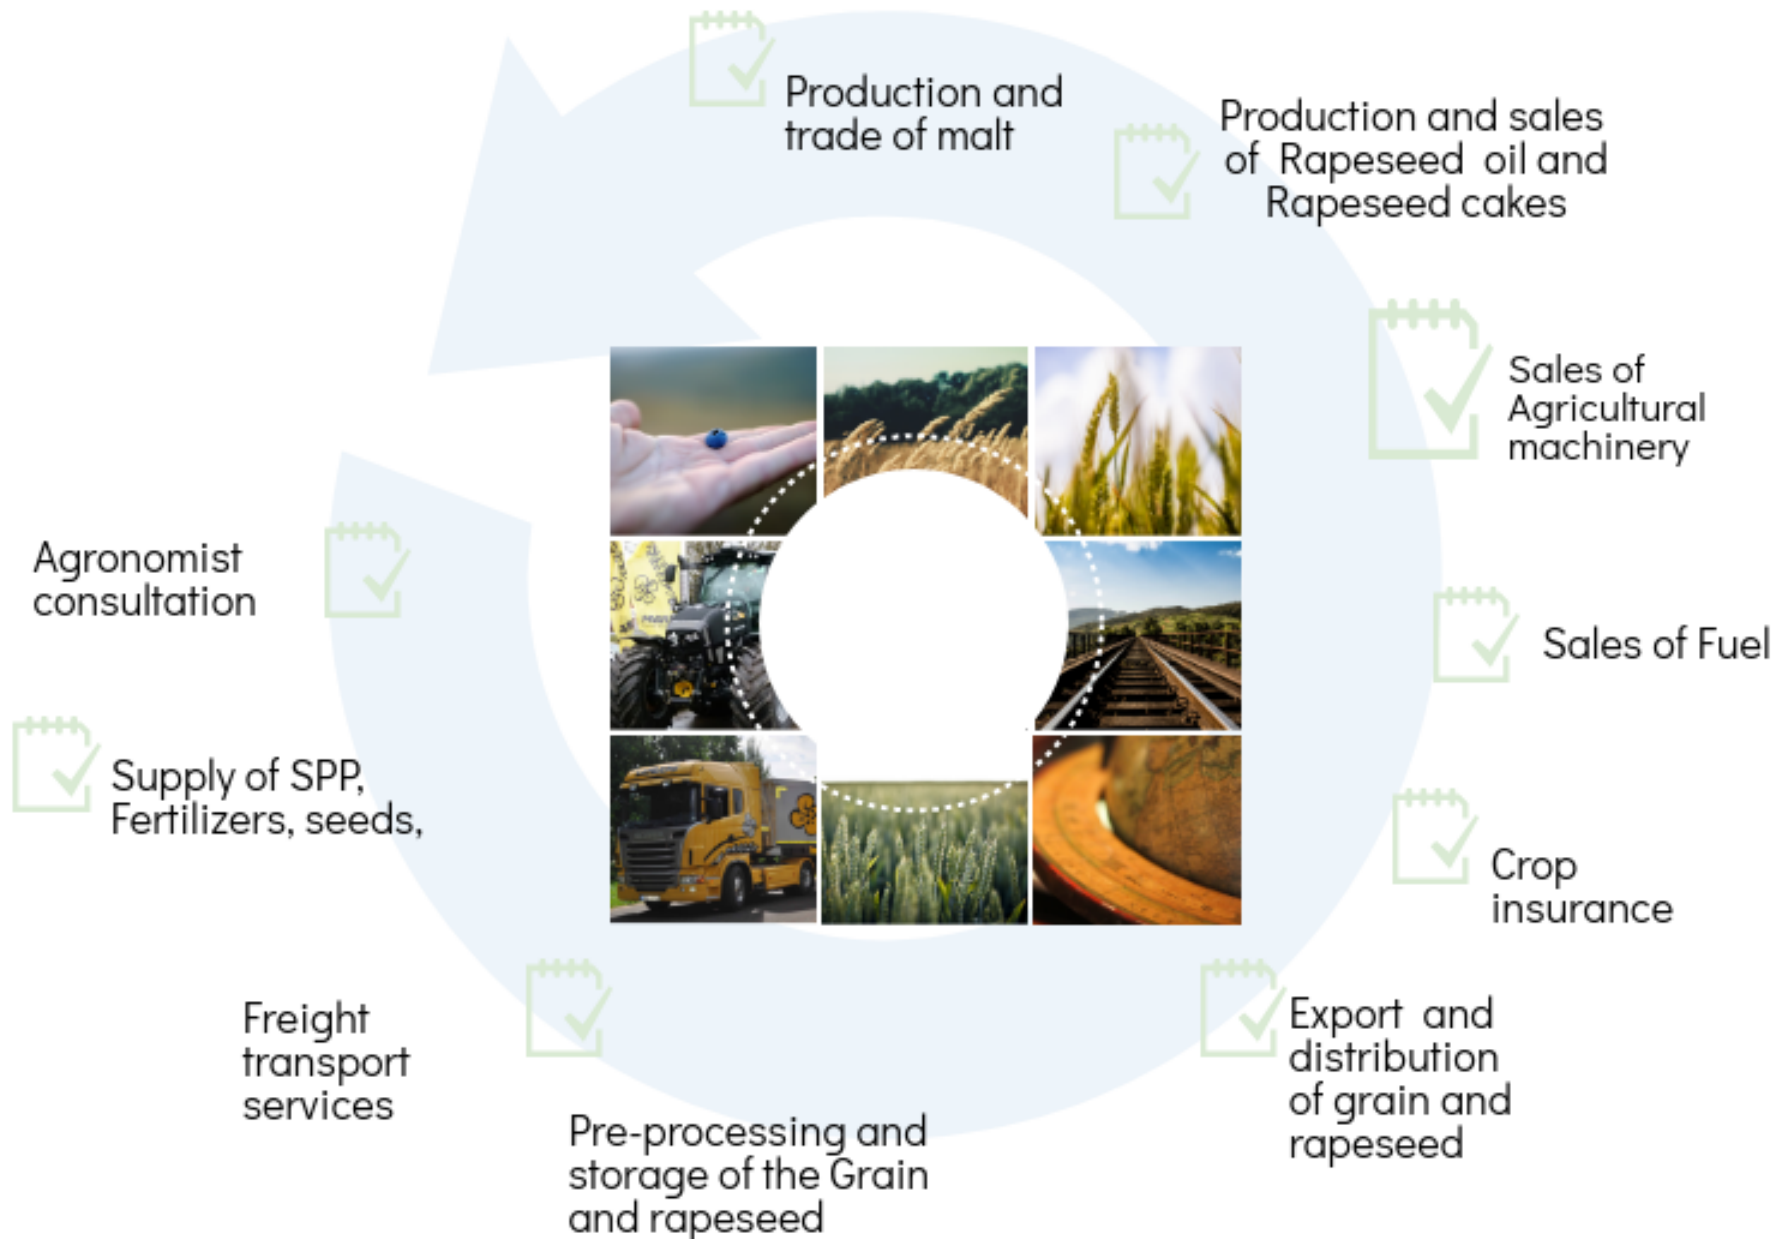 Production and
trade of malt
Production and sales
of Rapeseed oil and
Rapeseed cakes
Sales of
Agricultural
machinery
Agronomist
consultation
Sales of Fuel
Supply of SPP,
Fertilizers, seeds,
Crop
insurance
Freight
transport
services
Export and
distribution
of grain and
rapeseed
Pre-processing and
storage of the Grain
and rapeseed